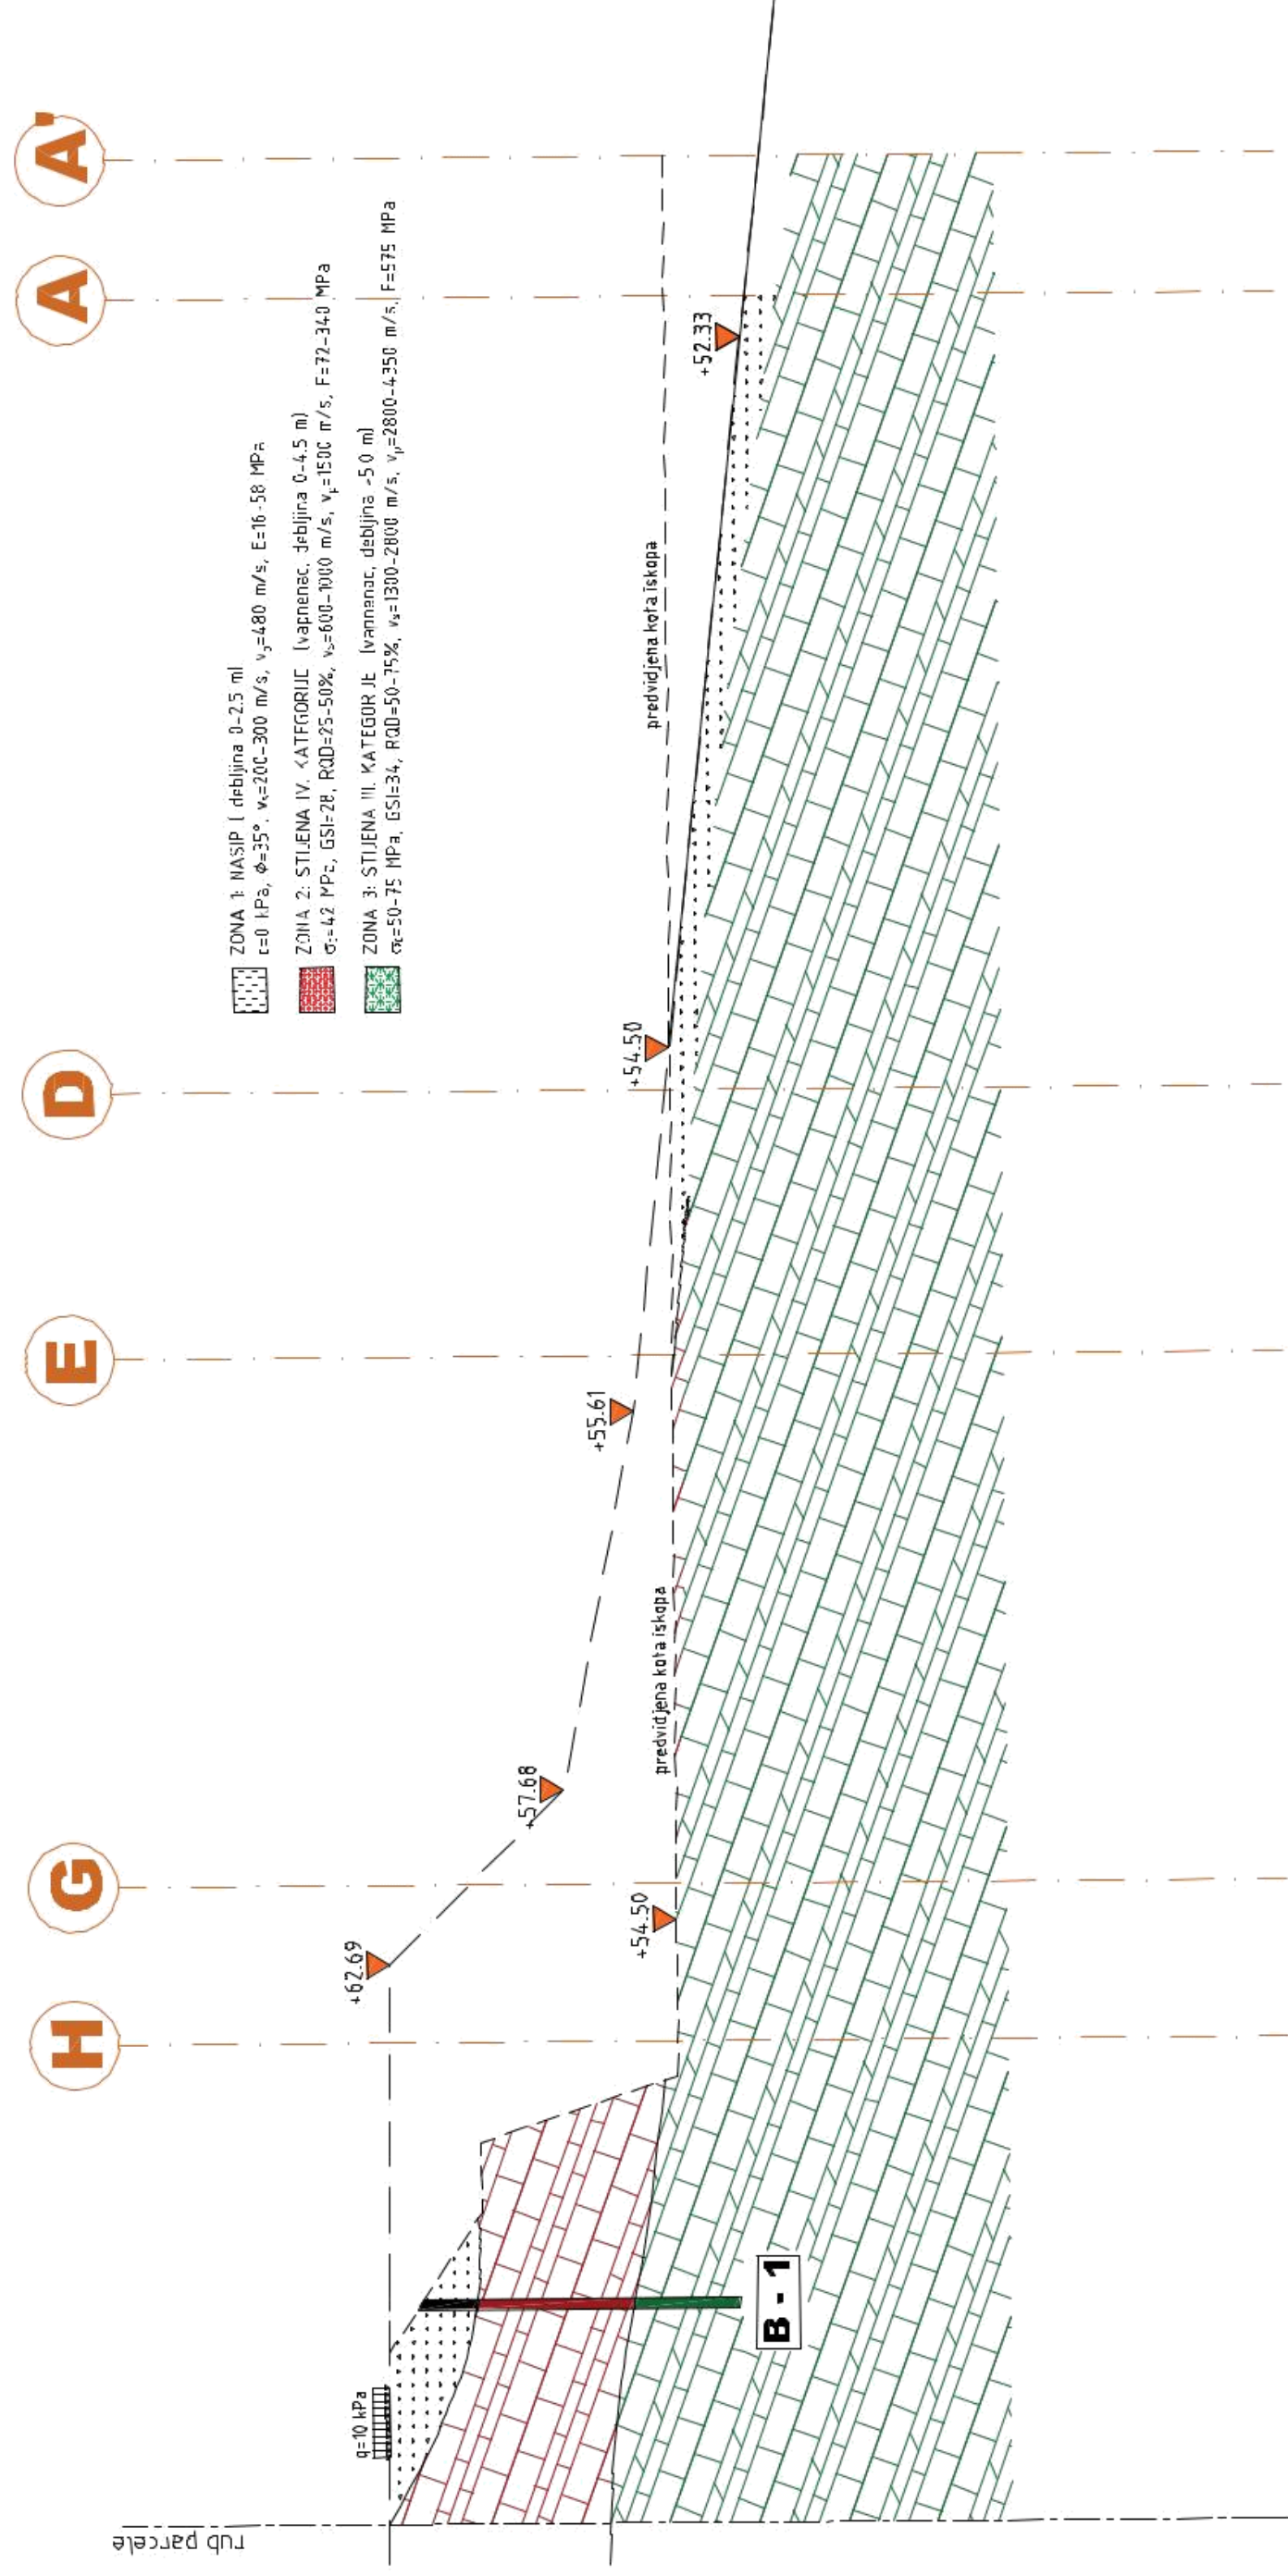 H
G
E
D
A
A'
ZONA 1: NASIP ( debljina 0-2.5 m)
c=0 kPa, ϕ=35°, vₛ=200-300 m/s, vₚ=480 m/s, E=16-58 MPa
ZONA 2: STIJENA IV. KATEGORIJE (vapnenac, debljina 0-4.5 m)
σc=42 MPa, GSI=28, RQD=25-50%, vₛ=600-1000 m/s, vₚ=1500 m/s, E=72-340 MPa
ZONA 3: STIJENA III. KATEGORIJE (vapnenac, debljina ~5.0 m)
σc=50-75 MPa, GSI=34, RQD=50-75%, vₛ=1300-2800 m/s, vₚ=2800-4350 m/s, E=575 MPa
rub parcele
q=10 kPa
+62.69
+57.68
+55.61
+54.50
+54.50
+52.33
predvidjena kota iskopa
predvidjena kota iskopa
B - 1